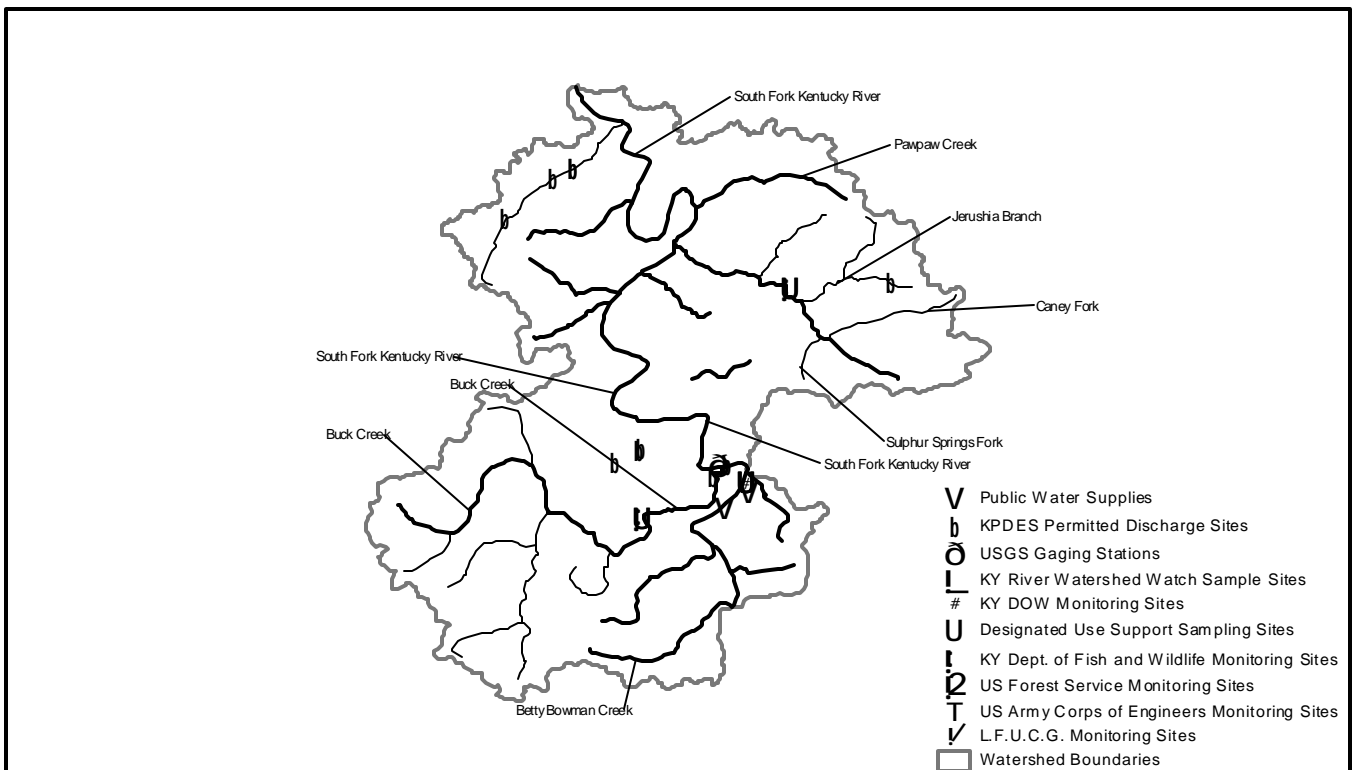 South Fork Kentucky River
Pawpaw Creek
b
b
Jerushia Branch
b
b
U
Caney Fork
South Fork Kentucky River
Buck Creek
Buck Creek
Sulphur Springs Fork
b
b
South Fork Kentucky River
V Public Water Supplies
b KPDES Permitted Discharge Sites
ð USGS Gaging Stations
L KY River Watershed Watch Sample Sites
# KY DOW Monitoring Sites
U Designated Use Support Sampling Sites
KY Dept. of Fish and Wildlife Monitoring Sites
US Forest Service Monitoring Sites
T US Army Corps of Engineers Monitoring Sites
L.F.U.C.G. Monitoring Sites
Betty Bowman Creek
Watershed Boundaries